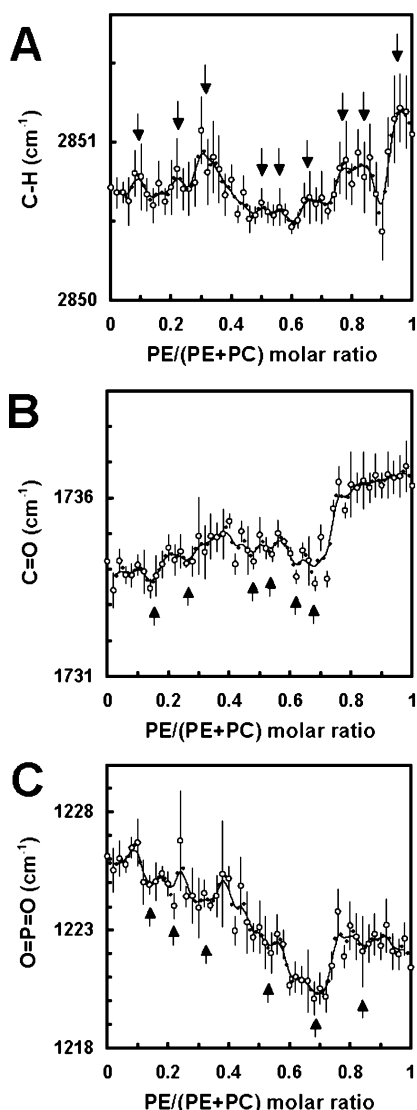 A
C-H (cm-1)
2851
2850
0 0.2 0.4 0.6 0.8 1
PE/(PE+PC) molar ratio
B
C=O (cm-1)
1736
1731
0 0.2 0.4 0.6 0.8 1
PE/(PE+PC) molar ratio
C
O=P=O (cm-1)
1228
1223
1218
0 0.2 0.4 0.6 0.8 1
PE/(PE+PC) molar ratio